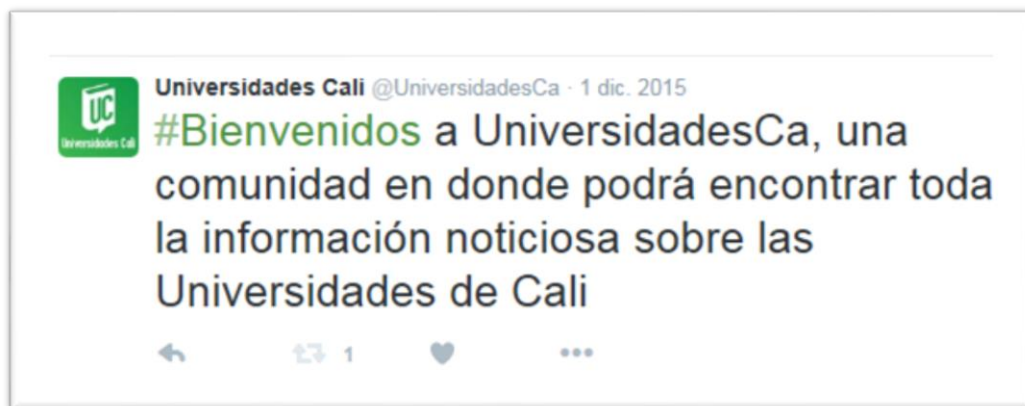 UC
Universidades Cali
Universidades Cali @UniversidadesCa · 1 dic. 2015
#Bienvenidos a UniversidadesCa, una
comunidad en donde podrá encontrar toda
la información noticiosa sobre las
Universidades de Cali
1